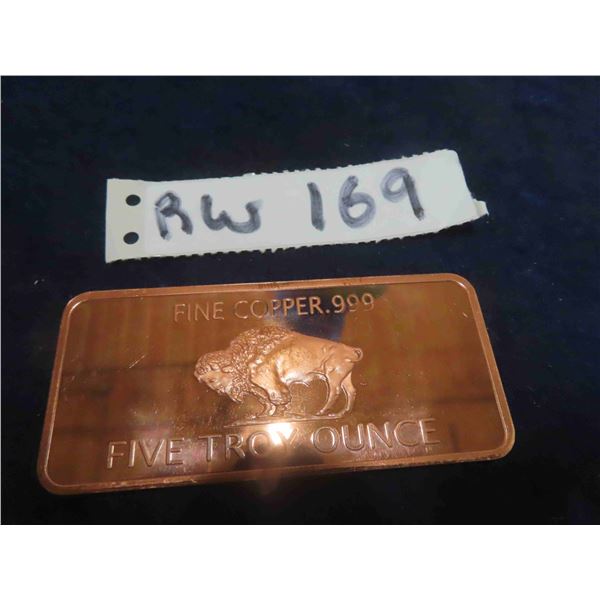 RW 169
FINE COPPER.999
FIVE TROY OUNCE